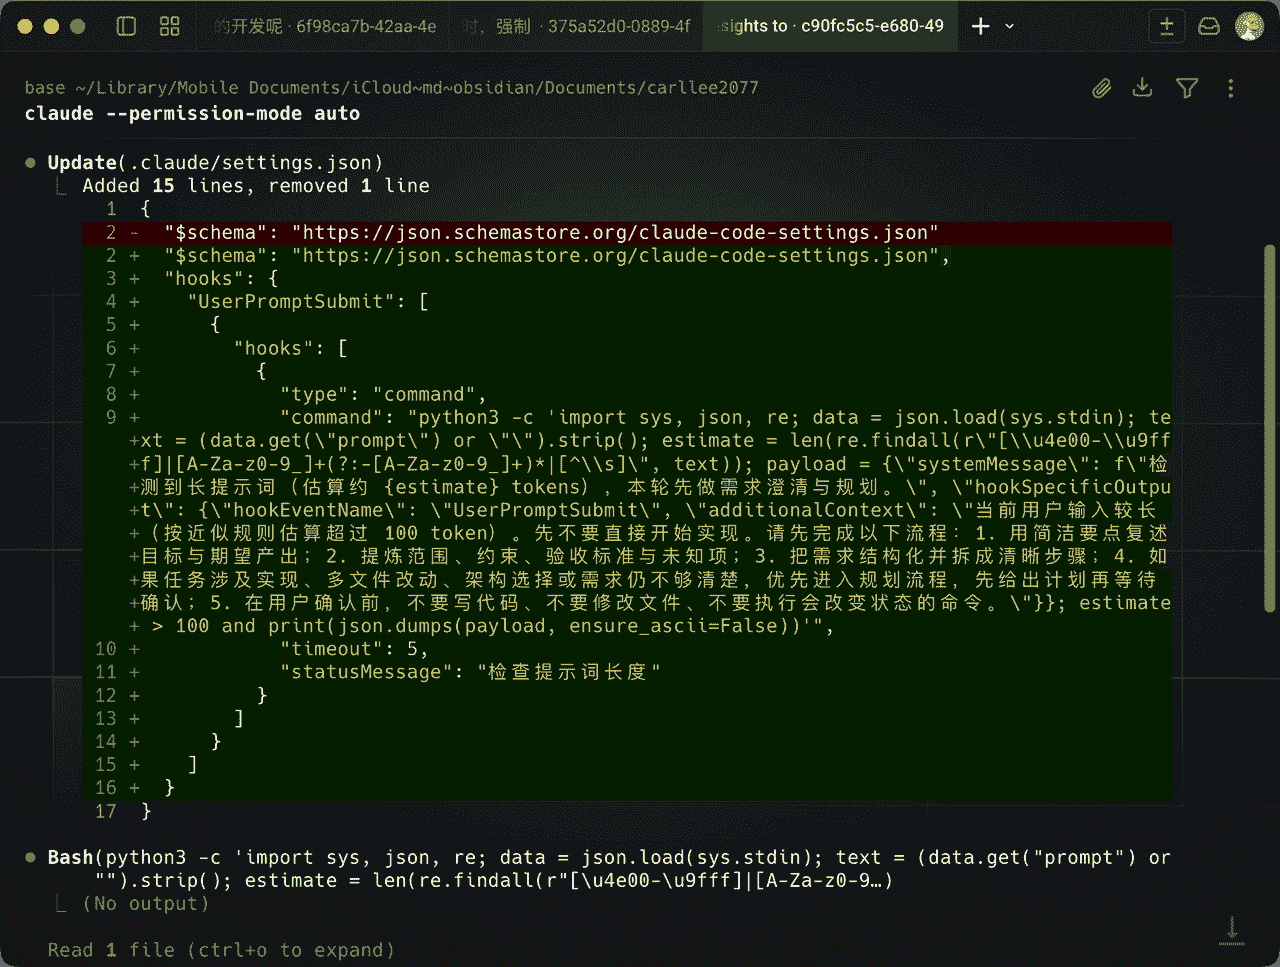 的开发呢 · 6f98ca7b-42aa-4e
时，强制 · 375a52d0-0889-4f
sights to · c90fc5c5-e680-49
base ~/Library/Mobile Documents/iCloud~md~obsidian/Documents/carllee2077
claude --permission-mode auto
Update(.claude/settings.json)
Added 15 lines, removed 1 line
1 {
2 - "$schema": "https://json.schemastore.org/claude-code-settings.json"
2 + "$schema": "https://json.schemastore.org/claude-code-settings.json",
3 + "hooks": {
4 + "UserPromptSubmit": [
5 + {
6 + "hooks": [
7 + {
8 + "type": "command",
9 + "command": "python3 -c 'import sys, json, re; data = json.load(sys.stdin); te
+xt = (data.get(\"prompt\") or \"\").strip(); estimate = len(re.findall(r\"[\\u4e00-\\u9ff
+f]|[A-Za-z0-9_]+(?:-[A-Za-z0-9_]+)*|[^\\s]\", text)); payload = {\"systemMessage\": f\"检
+测到长提示词（估算约 {estimate} tokens），本轮先做需求澄清与规划。\", \"hookSpecificOutpu
+t\": {\"hookEventName\": \"UserPromptSubmit\", \"additionalContext\": \"当前用户输入较长
+（按近似规则估算超过 100 token）。先不要直接开始实现。请先完成以下流程：1. 用简洁要点复述
+目标与期望产出；2. 提炼范围、约束、验收标准与未知项；3. 把需求结构化并拆成清晰步骤；4. 如
+果任务涉及实现、多文件改动、架构选择或需求仍不够清楚，优先进入规划流程，先给出计划再等待
+确认；5. 在用户确认前，不要写代码、不要修改文件、不要执行会改变状态的命令。\"}}; estimate
+ > 100 and print(json.dumps(payload, ensure_ascii=False))'",
10 + "timeout": 5,
11 + "statusMessage": "检查提示词长度"
12 + }
13 + ]
14 + }
15 + ]
16 + }
17 }
Bash(python3 -c 'import sys, json, re; data = json.load(sys.stdin); text = (data.get("prompt") or
"").strip(); estimate = len(re.findall(r"[\u4e00-\u9fff]|[A-Za-z0-9…)
(No output)
Read 1 file (ctrl+o to expand)